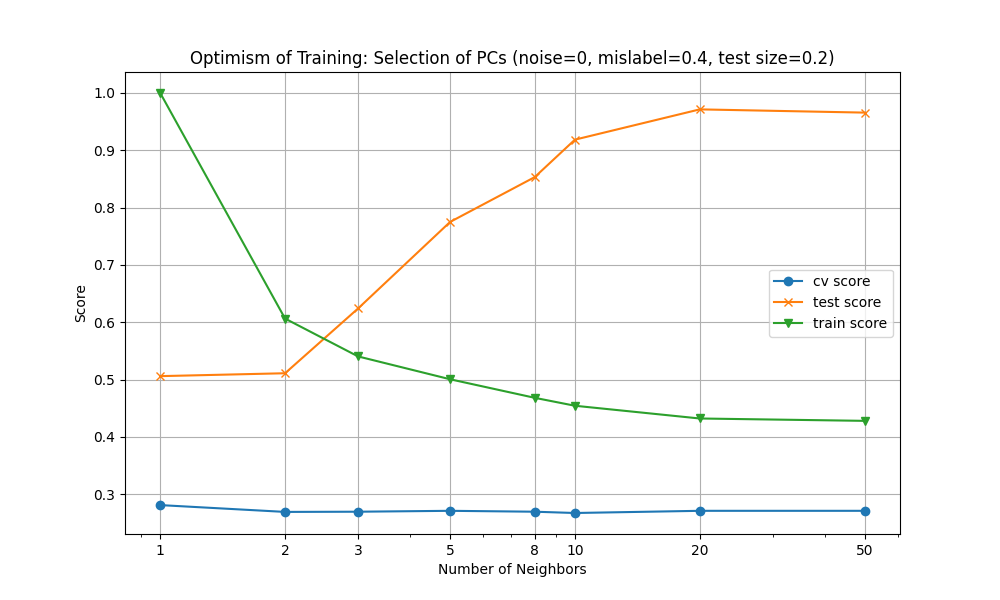 Optimism of Training: Selection of PCs (noise=0, mislabel=0.4, test size=0.2)
Score
1.0
0.9
0.8
0.7
0.6
0.5
0.4
0.3
cv score
test score
train score
1 2 3 5 8 10 20 50
Number of Neighbors